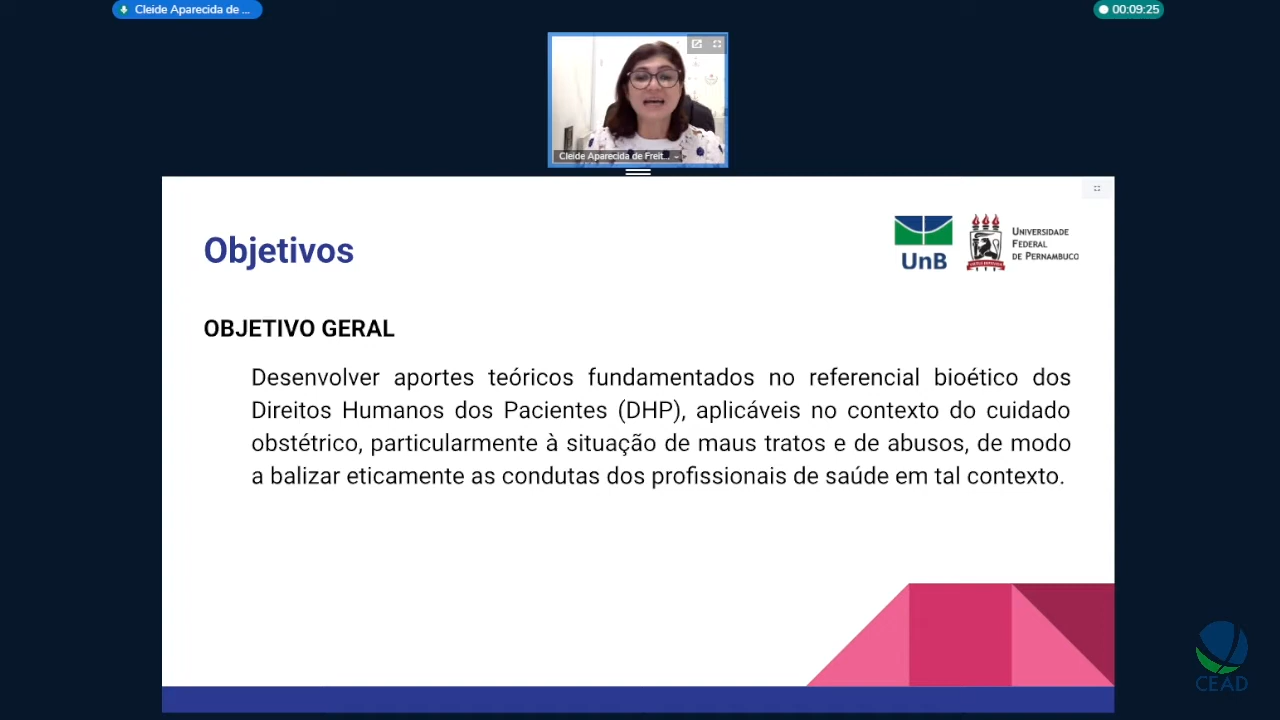 Cleide Aparecida de ...
00:09:25
Cleide Aparecida de Freit...
Objetivos
UnB
UNIVERSIDADE
FEDERAL
DE PERNAMBUCO
OBJETIVO GERAL
Desenvolver aportes teóricos fundamentados no referencial bioético dos
Direitos Humanos dos Pacientes (DHP), aplicáveis no contexto do cuidado
obstétrico, particularmente à situação de maus tratos e de abusos, de modo
a balizar eticamente as condutas dos profissionais de saúde em tal contexto.
CEAD